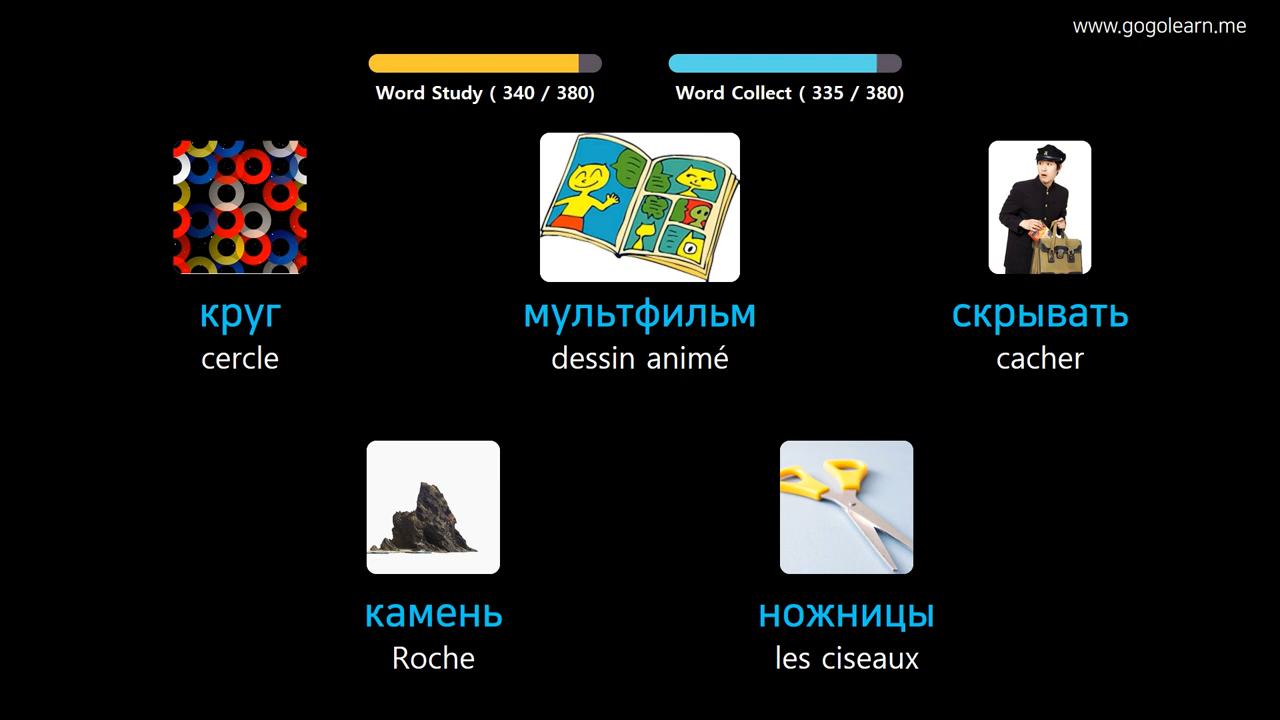 www.gogolearn.me
Word Study ( 340 / 380)
Word Collect ( 335 / 380)
круг
cercle
мультфильм
dessin animé
скрывать
cacher
камень
Roche
ножницы
les ciseaux